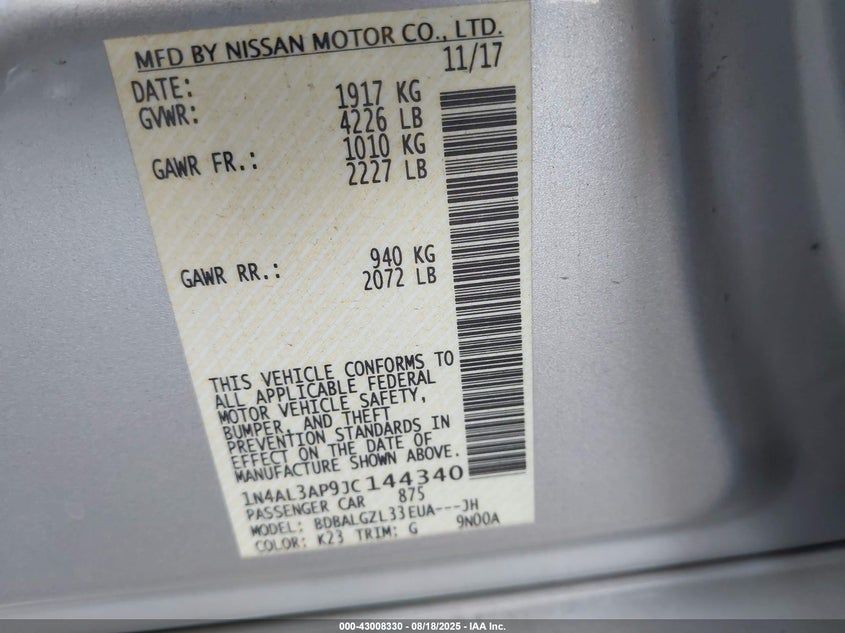 MFD BY NISSAN MOTOR CO., LTD.
DATE: 11/17
GVWR: 1917 KG
4226 LB
GAWR FR.: 1010 KG
2227 LB
GAWR RR.: 940 KG
2072 LB
THIS VEHICLE CONFORMS TO
ALL APPLICABLE FEDERAL
MOTOR VEHICLE SAFETY,
BUMPER, AND THEFT
PREVENTION STANDARDS IN
EFFECT ON THE DATE OF
MANUFACTURE SHOWN ABOVE.
1N4AL3AP9JC144340
PASSENGER CAR 875
MODEL: BDBALGZL33EUA---JH
COLOR: K23 TRIM: G 9N00A
000-43008330 - 08/18/2025 - IAA Inc.